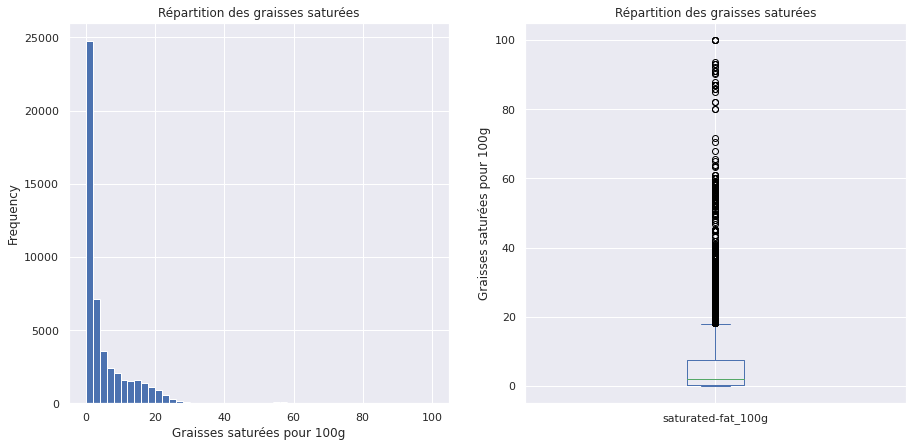 Répartition des graisses saturées
25000
20000
15000
10000
5000
0
Frequency
0 20 40 60 80 100
Graisses saturées pour 100g
Répartition des graisses saturées
100
80
60
40
20
0
Graisses saturées pour 100g
saturated-fat_100g